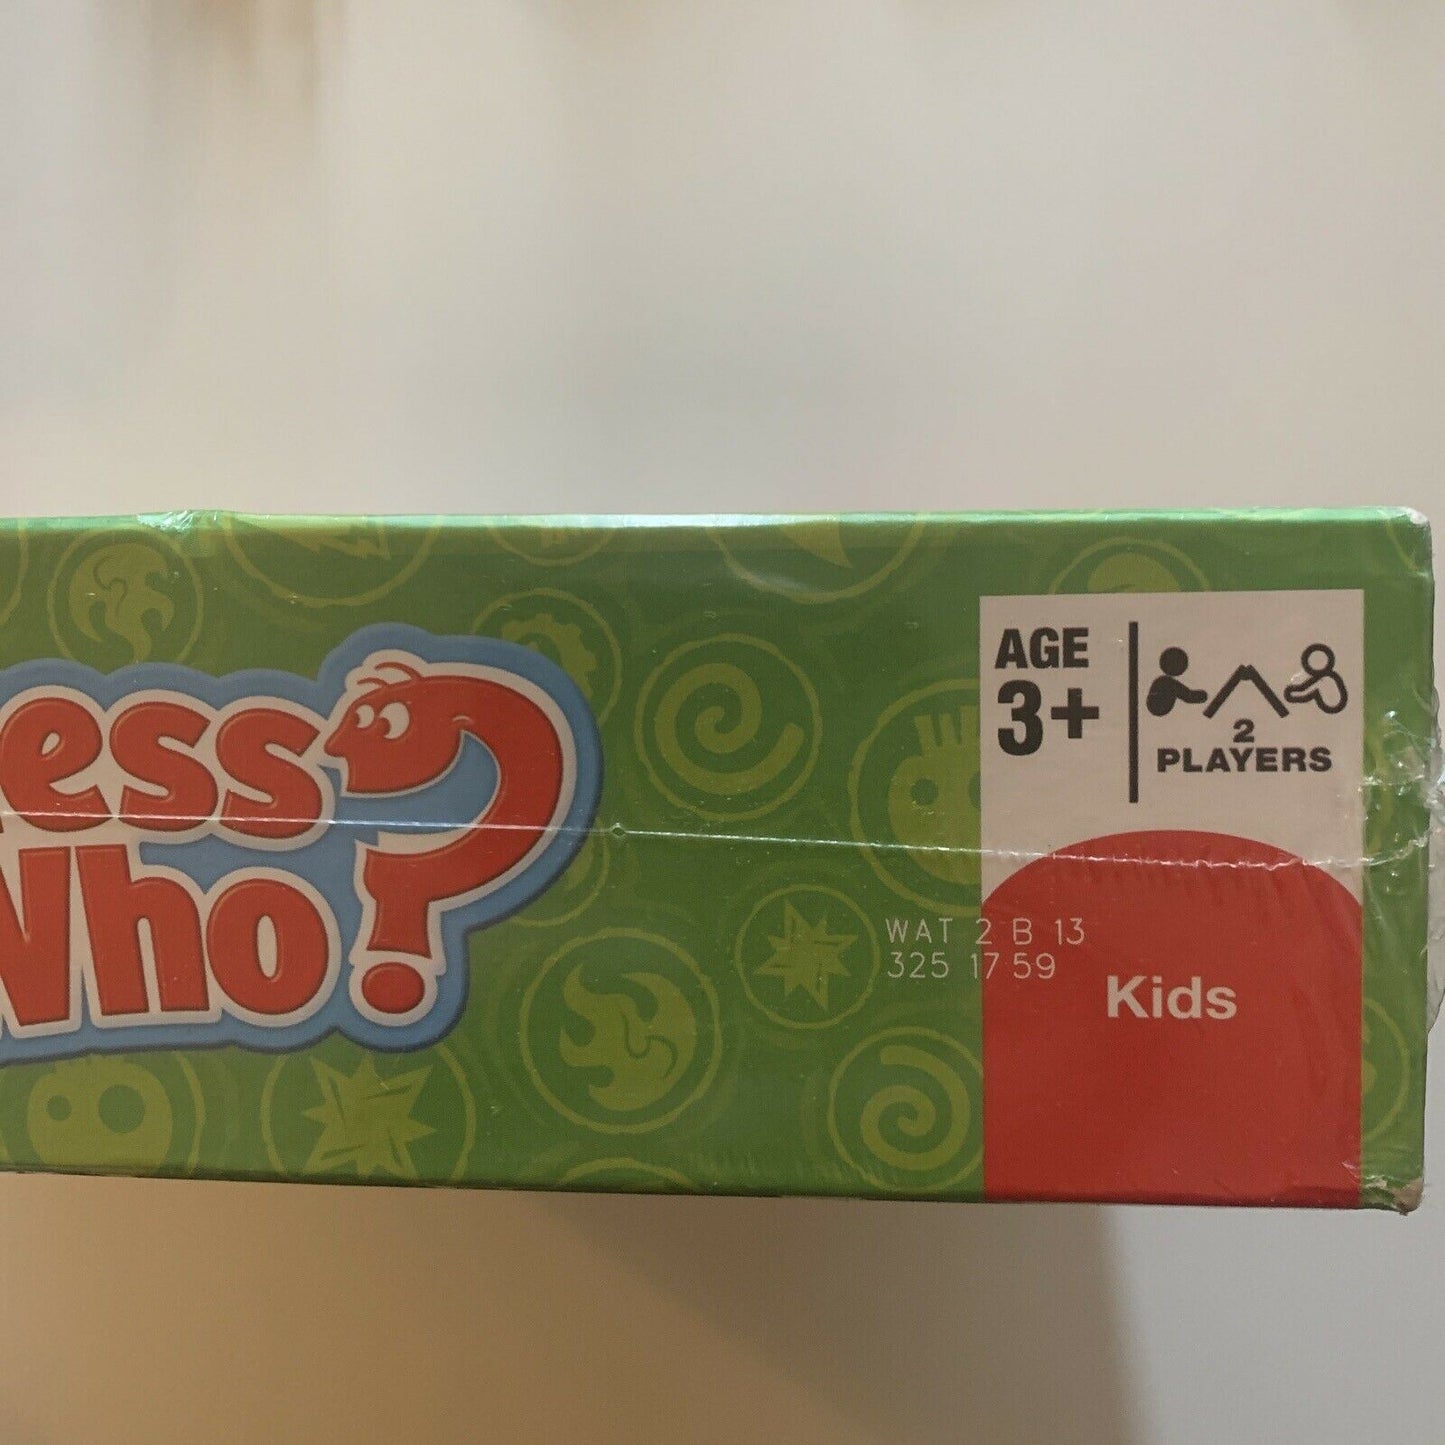 ess
Who?
AGE
3+
2
PLAYERS
WAT 2 B 13
325 17 59
Kids